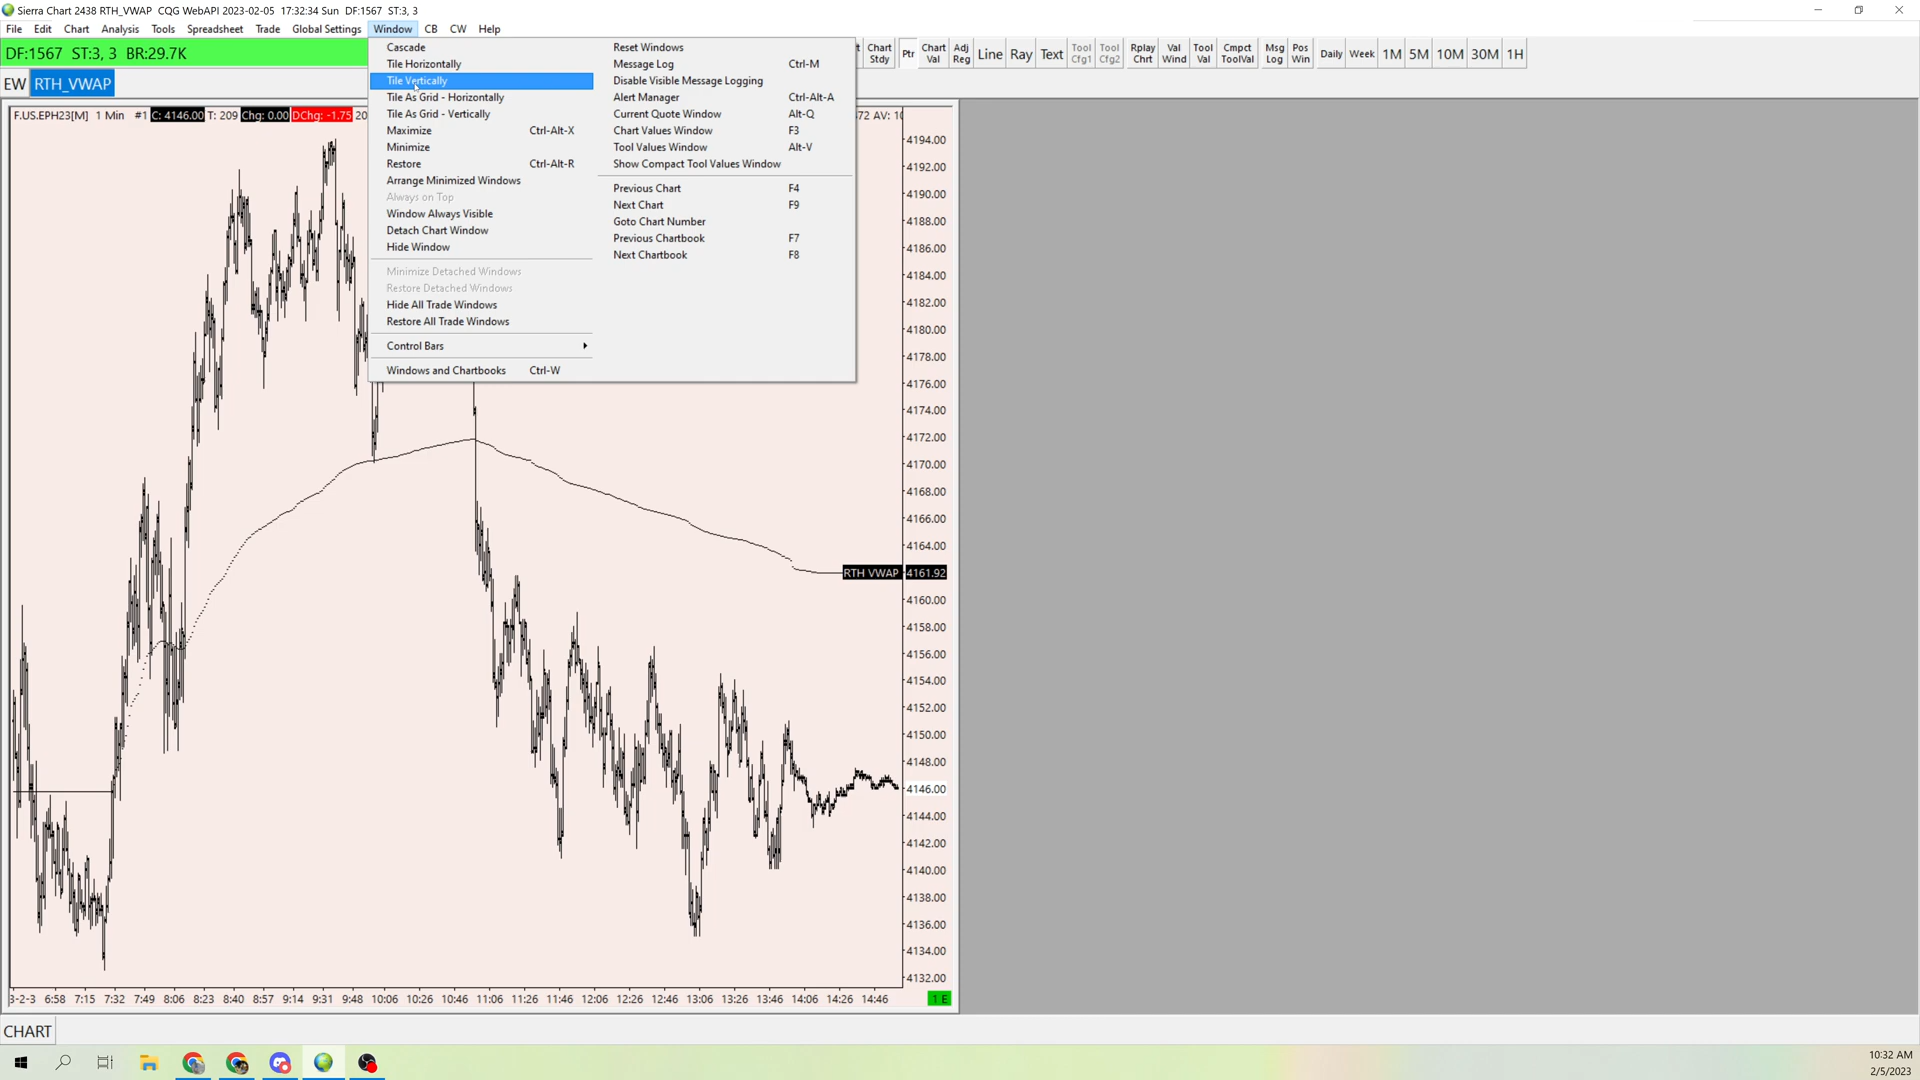 Sierra Chart 2438 RTH_VWAP CQG WebAPI 2023-02-05 17:32:34 Sun DF:1567 ST:3, 3
File Edit Chart Analysis Tools Spreadsheet Trade Global Settings Window CB CW Help
DF:1567 ST:3, 3 BR:29.7K
Chart Stdy
Ptr
Chart Val
Adj Reg
Line
Ray
Text
Tool Cfg1
Tool Cfg2
Rplay Chrt
Val Wind
Tool Val
Cmpct ToolVal
Msg Log
Pos Win
Daily
Week
1M
5M
10M
30M
1H
EW RTH_VWAP
Cascade
Tile Horizontally
Tile Vertically
Tile As Grid - Horizontally
Tile As Grid - Vertically
Maximize Ctrl-Alt-X
Minimize
Restore Ctrl-Alt-R
Arrange Minimized Windows
Always on Top
Window Always Visible
Detach Chart Window
Hide Window
Minimize Detached Windows
Restore Detached Windows
Hide All Trade Windows
Restore All Trade Windows
Control Bars
Windows and Chartbooks Ctrl-W
Reset Windows
Message Log Ctrl-M
Disable Visible Message Logging
Alert Manager Ctrl-Alt-A
Current Quote Window Alt-Q
Chart Values Window F3
Tool Values Window Alt-V
Show Compact Tool Values Window
Previous Chart F4
Next Chart F9
Goto Chart Number
Previous Chartbook F7
Next Chartbook F8
F.US.EPH23[M] 1 Min #1 C: 4146.00 T: 209 Chg: 0.00 DChg: -1.75 20
72 AV: 10
4194.00
4192.00
4190.00
4188.00
4186.00
4184.00
4182.00
4180.00
4178.00
4176.00
4174.00
4172.00
4170.00
4168.00
4166.00
4164.00
RTH VWAP 4161.92
4160.00
4158.00
4156.00
4154.00
4152.00
4150.00
4148.00
4146.00
4144.00
4142.00
4140.00
4138.00
4136.00
4134.00
4132.00
3-2-3 6:58 7:15 7:32 7:49 8:06 8:23 8:40 8:57 9:14 9:31 9:48 10:06 10:26 10:46 11:06 11:26 11:46 12:06 12:26 12:46 13:06 13:26 13:46 14:06 14:26 14:46
1 E
CHART
10:32 AM
2/5/2023